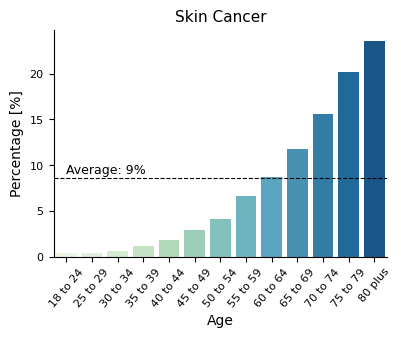 Skin Cancer
Percentage [%]
20
15
10
5
0
Average: 9%
18 to 24
25 to 29
30 to 34
35 to 39
40 to 44
45 to 49
50 to 54
55 to 59
60 to 64
65 to 69
70 to 74
75 to 79
80 plus
Age